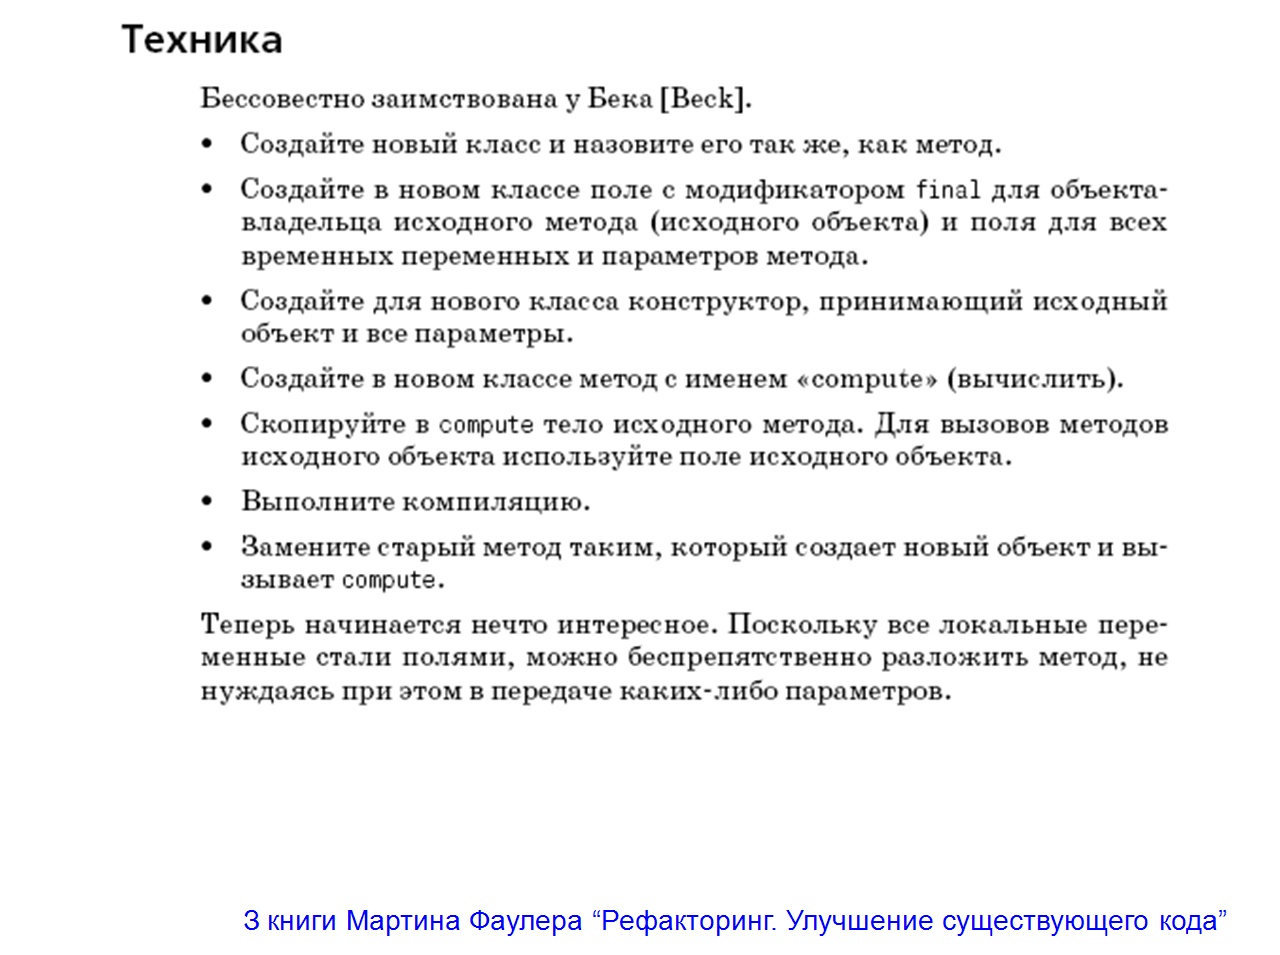 Техника
Бессовестно заимствована у Бека [Beck].
• Создайте новый класс и назовите его так же, как метод.
• Создайте в новом классе поле с модификатором final для объекта-
владельца исходного метода (исходного объекта) и поля для всех
временных переменных и параметров метода.
• Создайте для нового класса конструктор, принимающий исходный
объект и все параметры.
• Создайте в новом классе метод с именем «compute» (вычислить).
• Скопируйте в compute тело исходного метода. Для вызовов методов
исходного объекта используйте поле исходного объекта.
• Выполните компиляцию.
• Замените старый метод таким, который создает новый объект и вы-
зывает compute.
Теперь начинается нечто интересное. Поскольку все локальные пере-
менные стали полями, можно беспрепятственно разложить метод, не
нуждаясь при этом в передаче каких-либо параметров.
З книги Мартина Фаулера “Рефакторинг. Улучшение существующего кода”